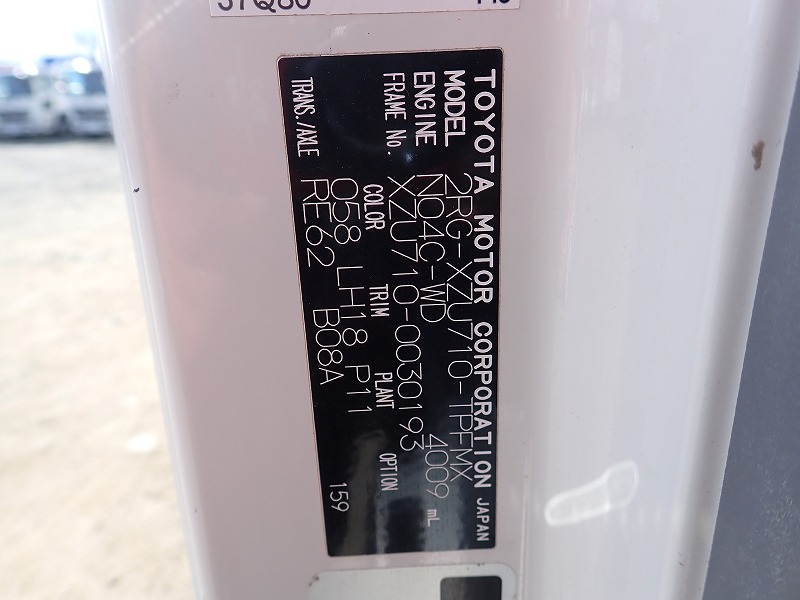 TOYOTA MOTOR CORPORATION JAPAN
MODEL 2RG-XZU710-TPFMX
ENGINE N04C-WD 4009 mL
FRAME No. XZU710-0030193
COLOR TRIM PLANT OPTION
058 LH18 P11
TRANS./AXLE RE62 B08A
159